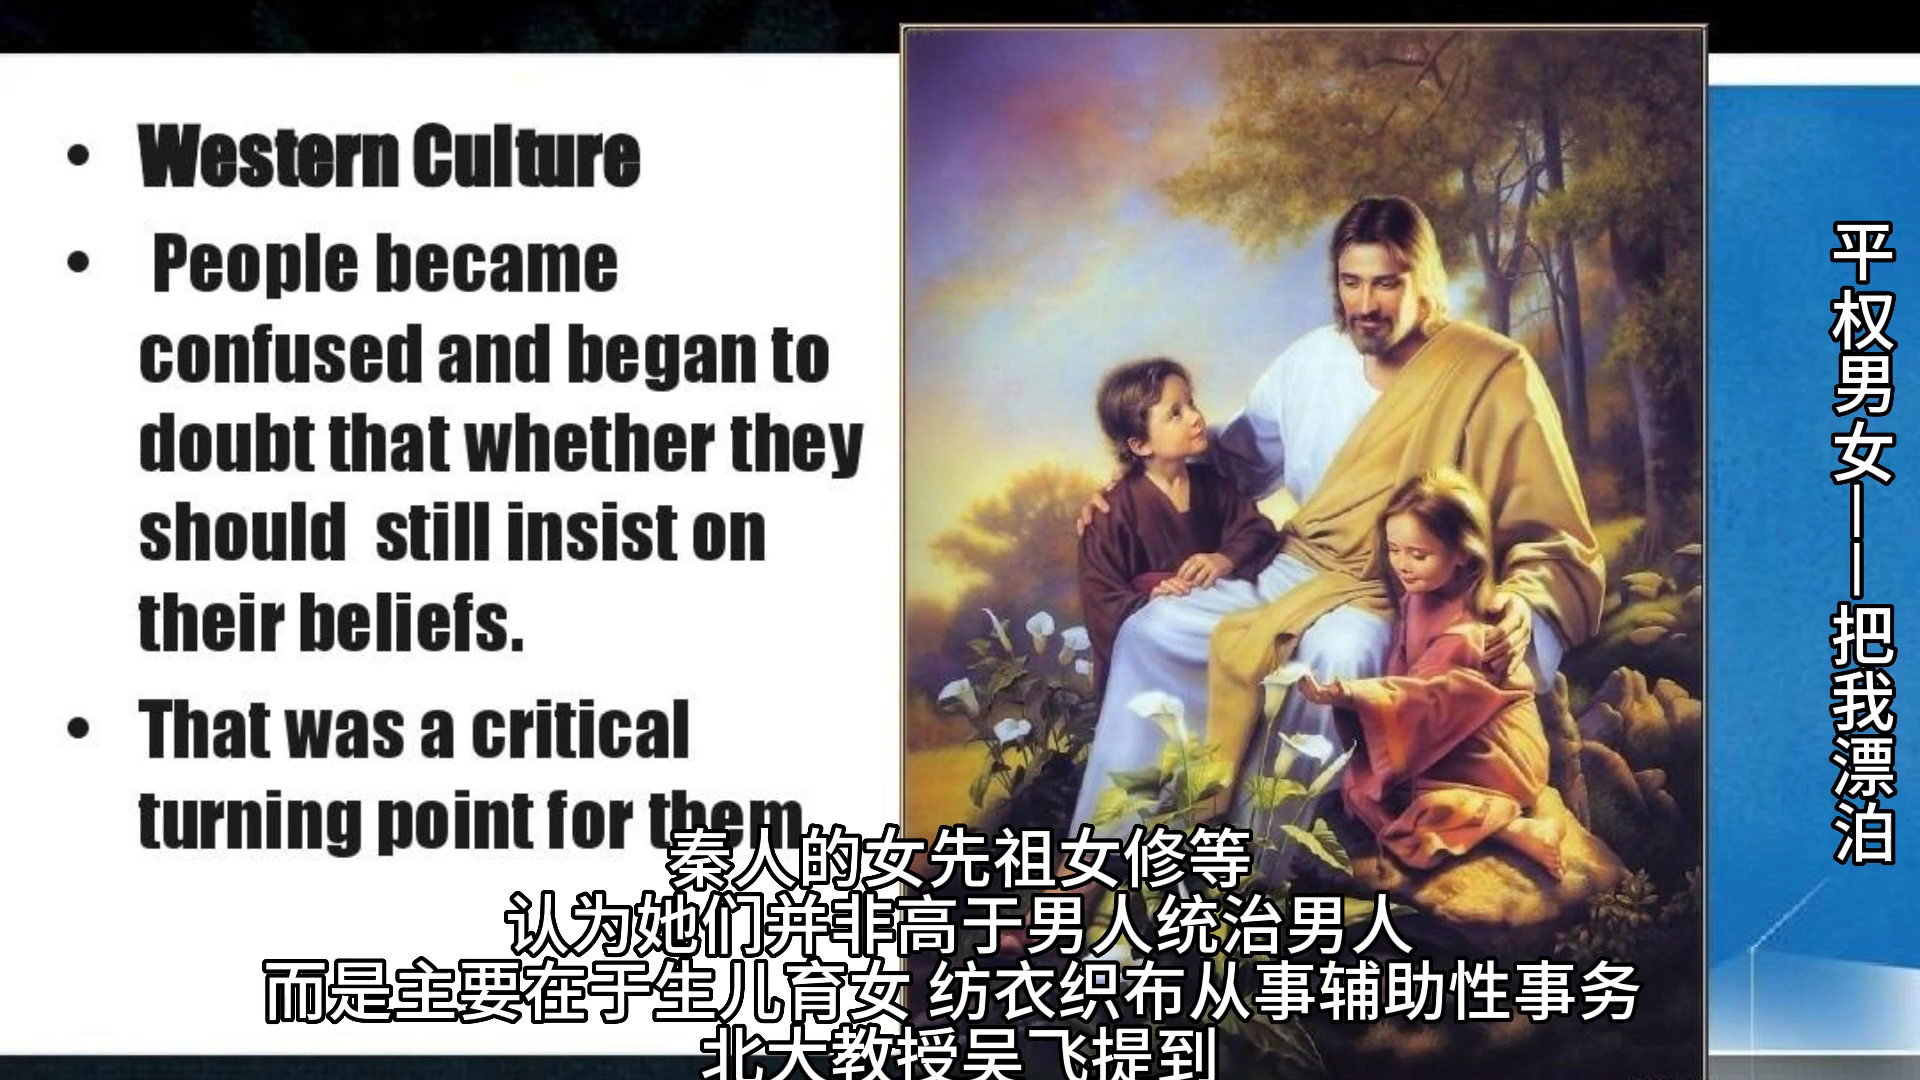 • Western Culture
• People became
confused and began to
doubt that whether they
should still insist on
their beliefs.
• That was a critical
turning point for them
秦人的女先祖女修等
认为她们并非高于男人统治男人
而是主要在于生儿育女 纺衣织布从事辅助性事务
北大教授吴飞提到
平权男女——把我漂泊